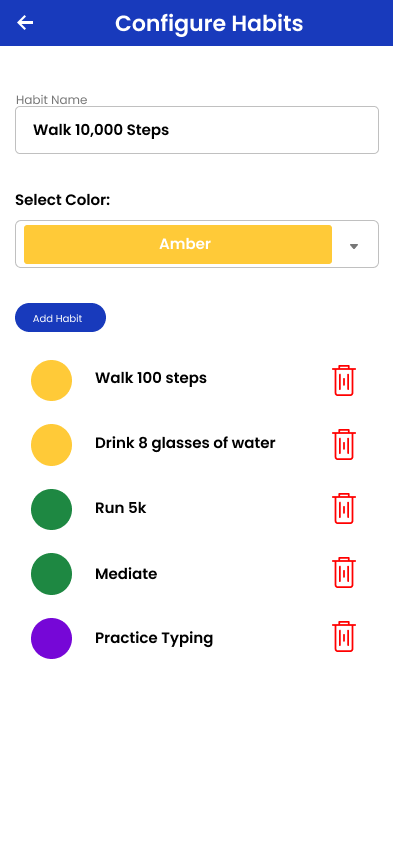 Configure Habits
Habit Name
Walk 10,000 Steps
Select Color:
Amber
Add Habit
Walk 100 steps
Drink 8 glasses of water
Run 5k
Mediate
Practice Typing